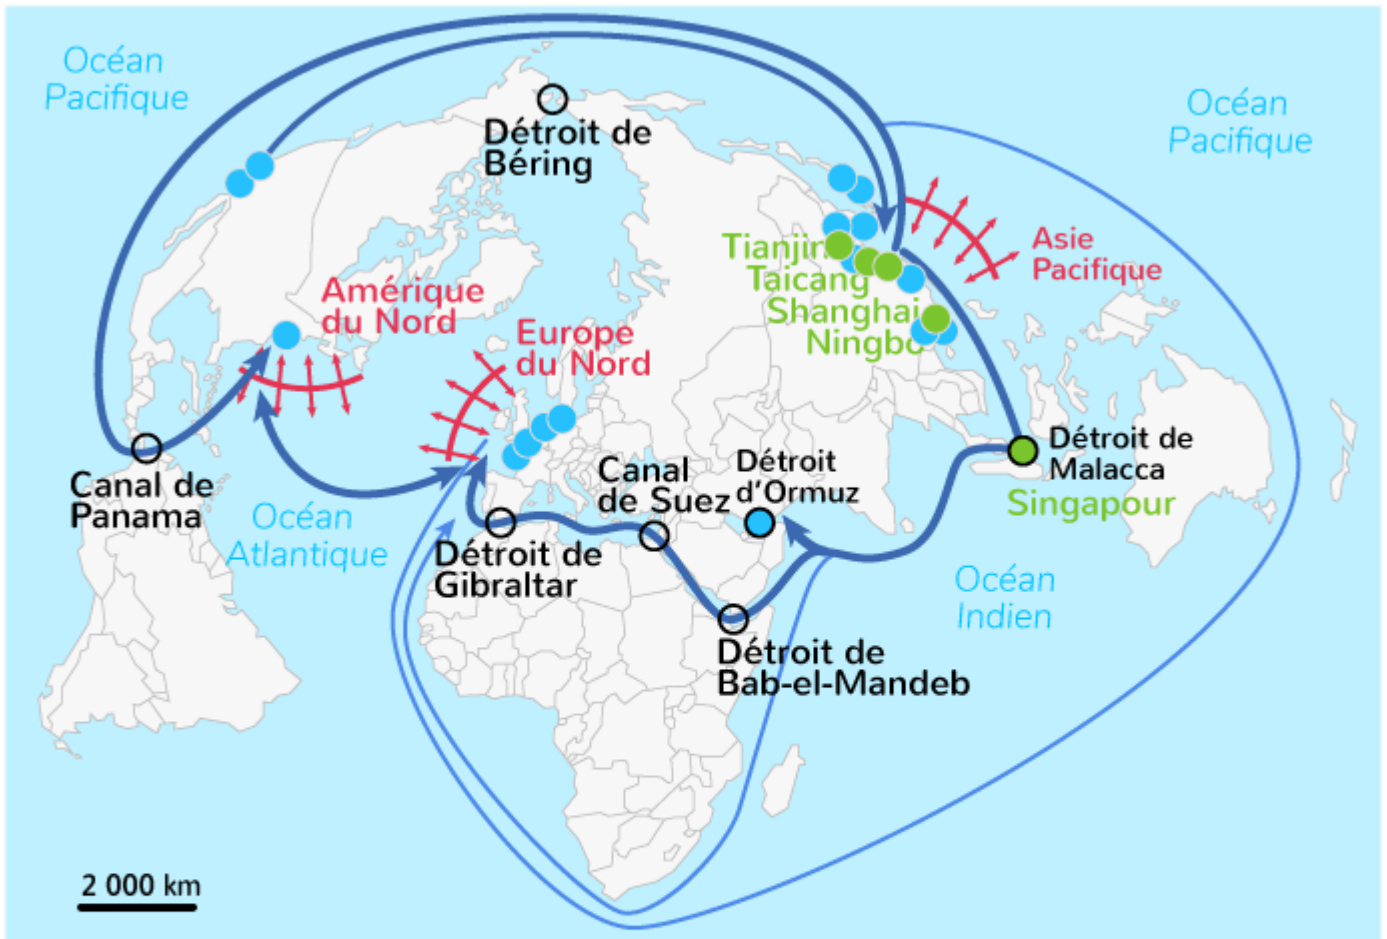 Océan
Pacifique
Océan
Pacifique
Détroit de
Béring
Tianjin
Taicang
Shanghai
Ningbo
Asie
Pacifique
Amérique
du Nord
Europe
du Nord
Canal de
Panama
Océan
Atlantique
Canal
de Suez
Détroit
d'Ormuz
Détroit de
Malacca
Singapour
Détroit de
Gibraltar
Océan
Indien
Détroit de
Bab-el-Mandeb
2 000 km